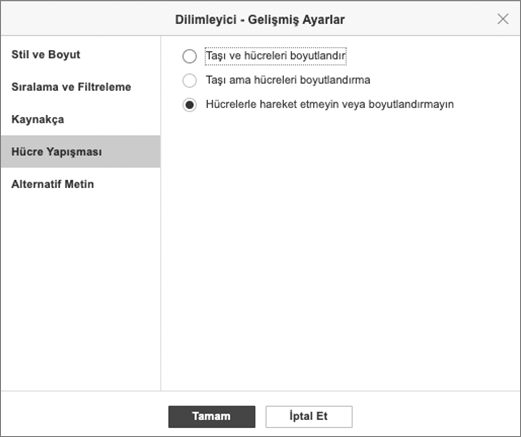 Dilimleyici - Gelişmiş Ayarlar
Stil ve Boyut
Sıralama ve Filtreleme
Kaynakça
Hücre Yapışması
Alternatif Metin
Taşı ve hücreleri boyutlandır
Taşı ama hücreleri boyutlandırma
Hücrelerle hareket etmeyin veya boyutlandırmayın
Tamam
İptal Et